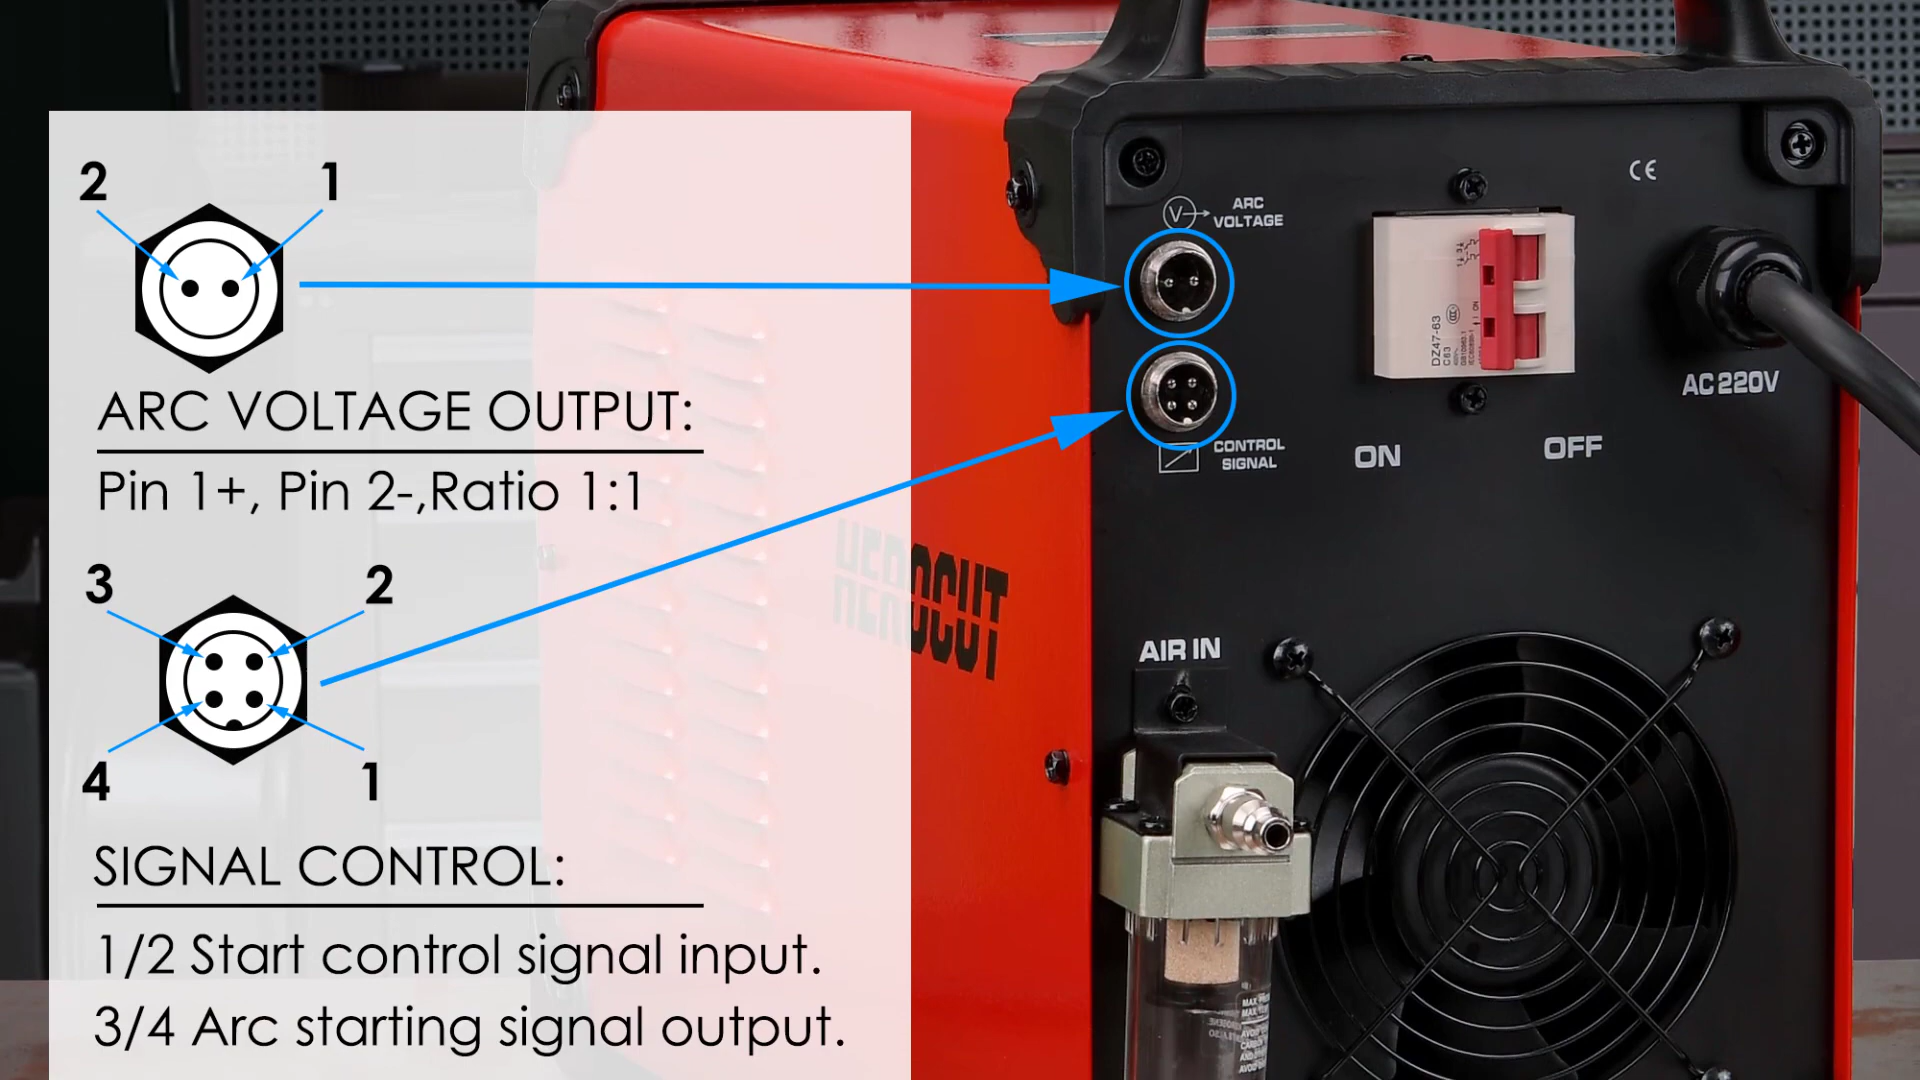 2 1
ARC VOLTAGE OUTPUT:
Pin 1+, Pin 2-,Ratio 1:1
3 2
4 1
SIGNAL CONTROL:
1/2 Start control signal input.
3/4 Arc starting signal output.
HEROCUT
V
ARC
VOLTAGE
CONTROL
SIGNAL
CE
DZ47-63
C63
ON
AC 220V
ON
OFF
AIR IN